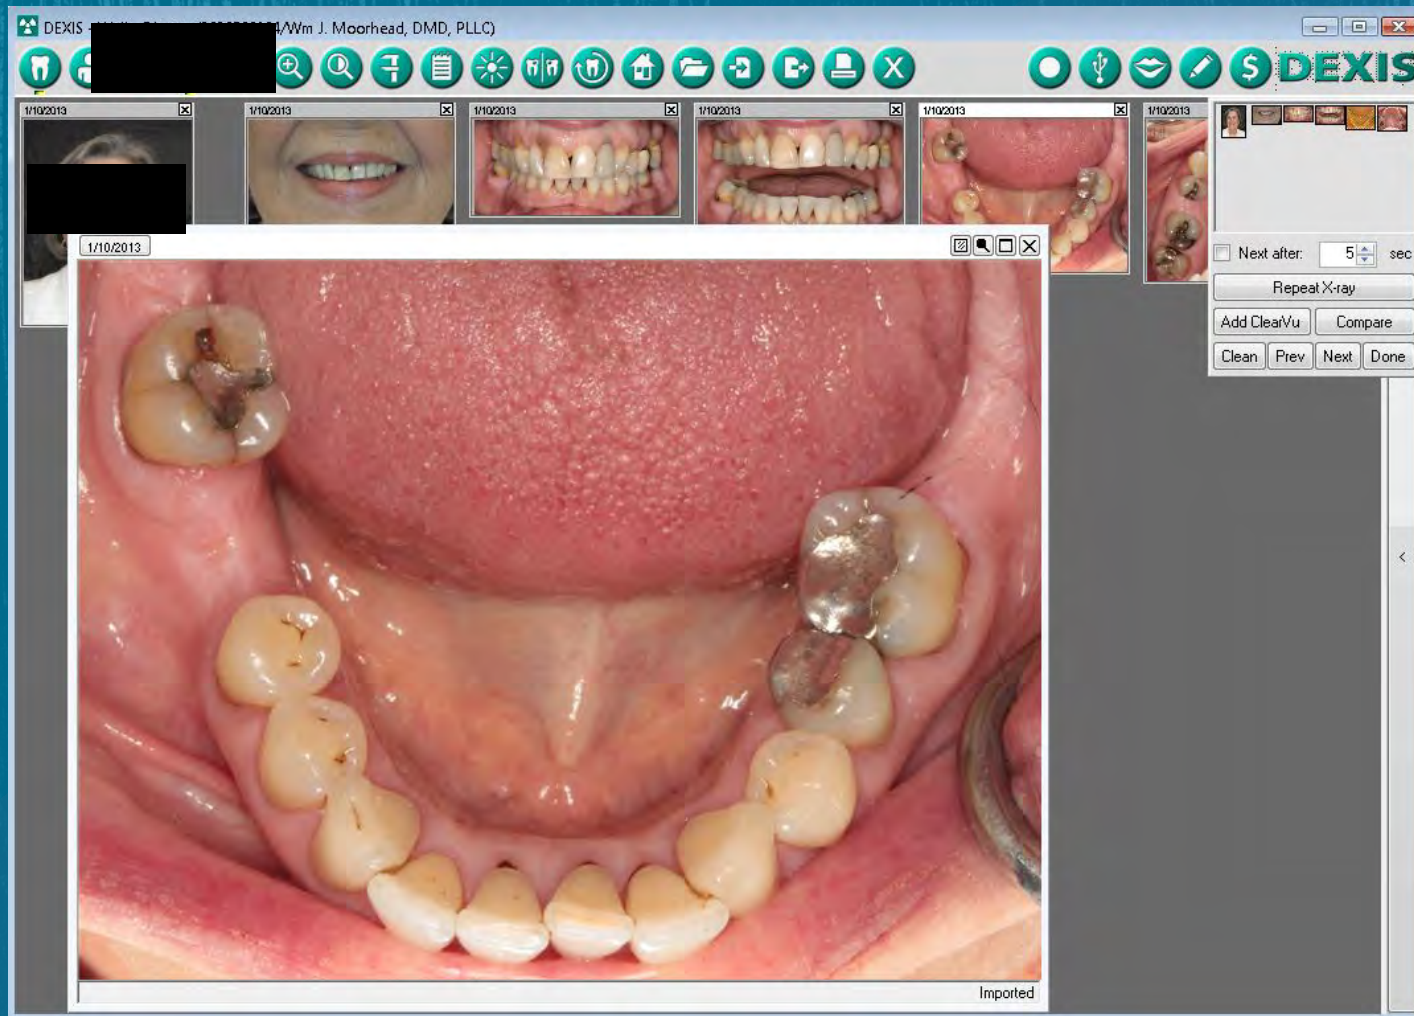 DEXIS -
/Wm J. Moorhead, DMD, PLLC)
DEXIS
1/10/2013
1/10/2013
1/10/2013
1/10/2013
1/10/2013
1/10/2013
Next after: 5 sec
Repeat X-ray
Add ClearVu Compare
Clean Prev Next Done
1/10/2013
Imported